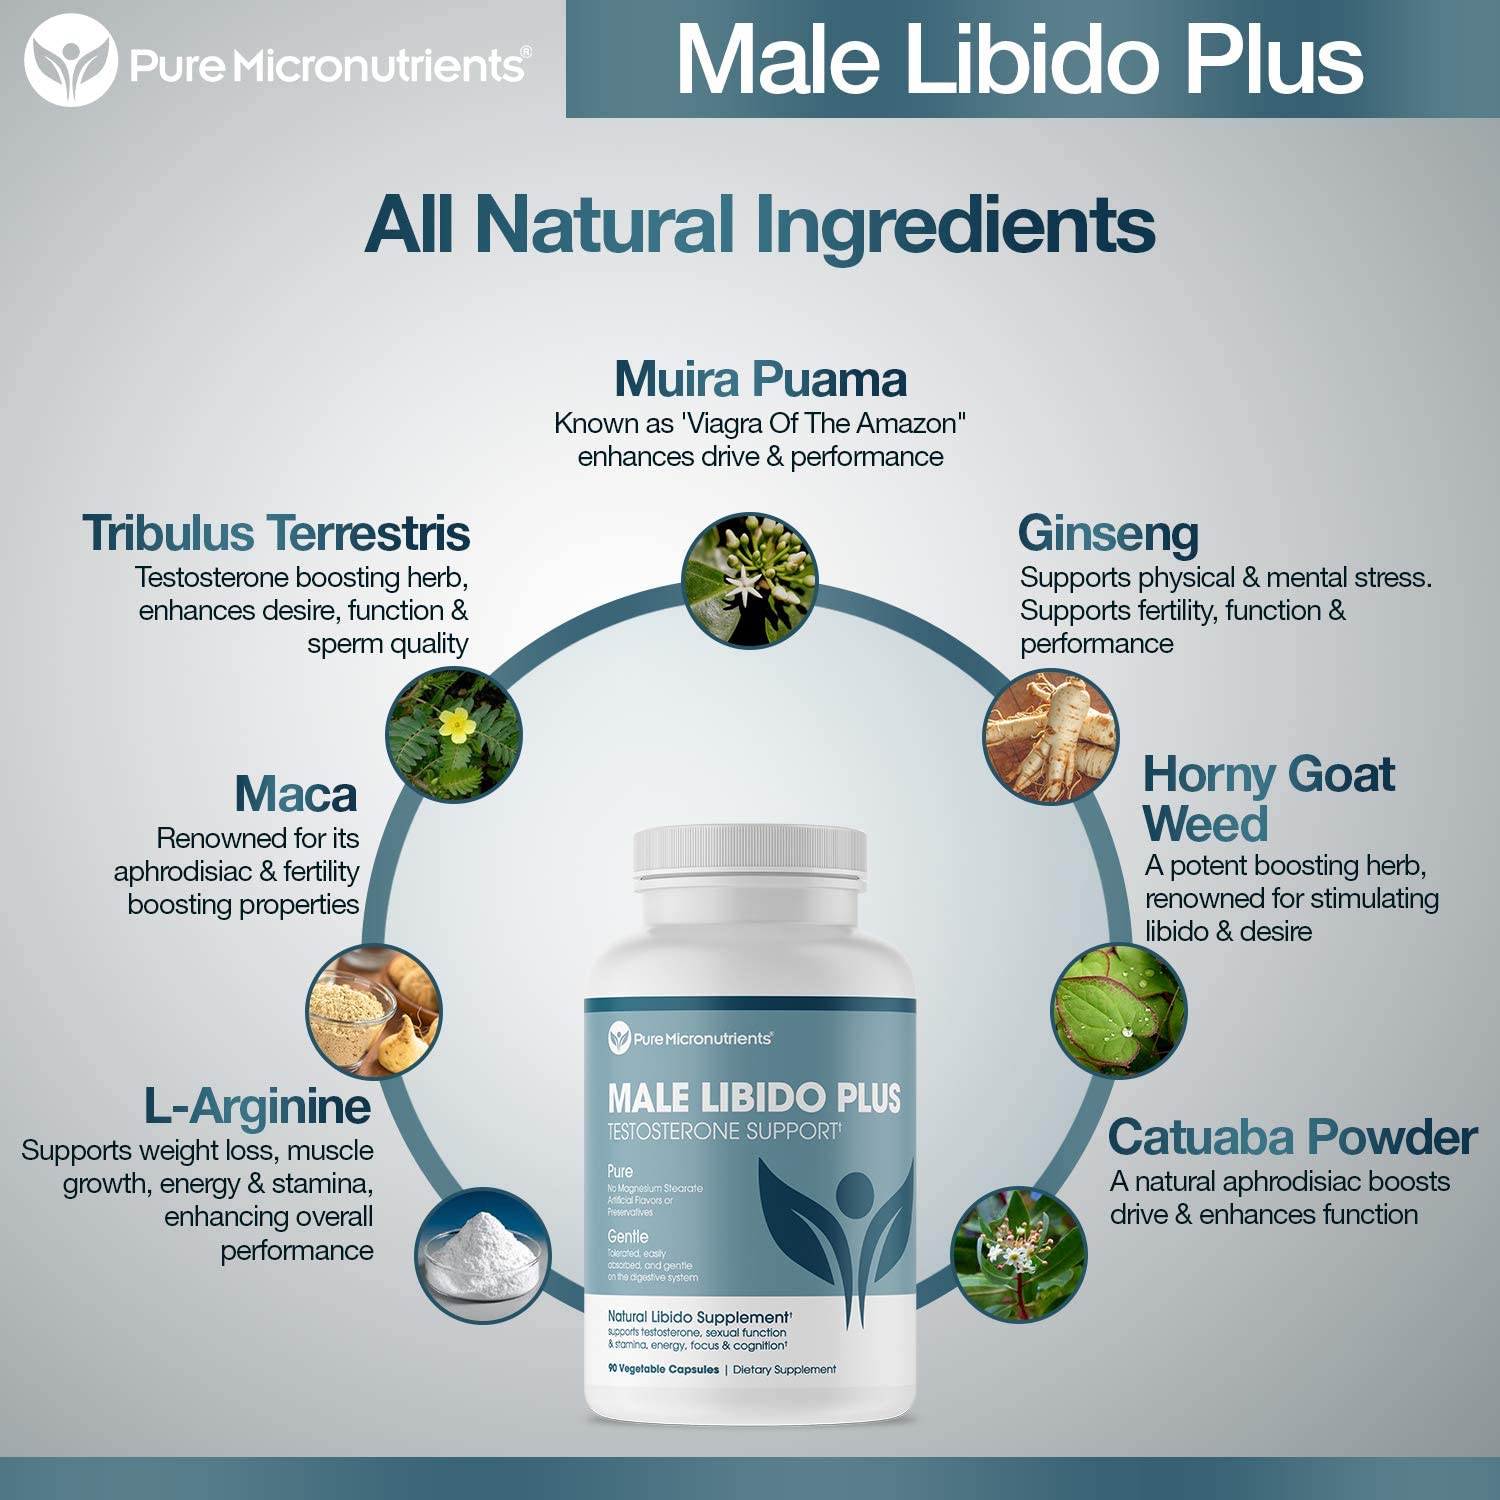 Pure Micronutrients®
Male Libido Plus
All Natural Ingredients
Muira Puama
Known as 'Viagra Of The Amazon"
enhances drive & performance
Tribulus Terrestris
Testosterone boosting herb,
enhances desire, function &
sperm quality
Ginseng
Supports physical & mental stress.
Supports fertility, function &
performance
Maca
Renowned for its
aphrodisiac & fertility
boosting properties
Horny Goat
Weed
A potent boosting herb,
renowned for stimulating
libido & desire
L-Arginine
Supports weight loss, muscle
growth, energy & stamina,
enhancing overall
performance
Catuaba Powder
A natural aphrodisiac boosts
drive & enhances function
Pure Micronutrients®
MALE LIBIDO PLUS
TESTOSTERONE SUPPORT†
Pure
No Magnesium Stearate
Artificial Flavors or
Preservatives
Gentle
Tolerated, easily
absorbed, and gentle
on the digestive system
Natural Libido Supplement†
supports testosterone, sexual function
& stamina, energy, focus & cognition†
90 Vegetable Capsules | Dietary Supplement